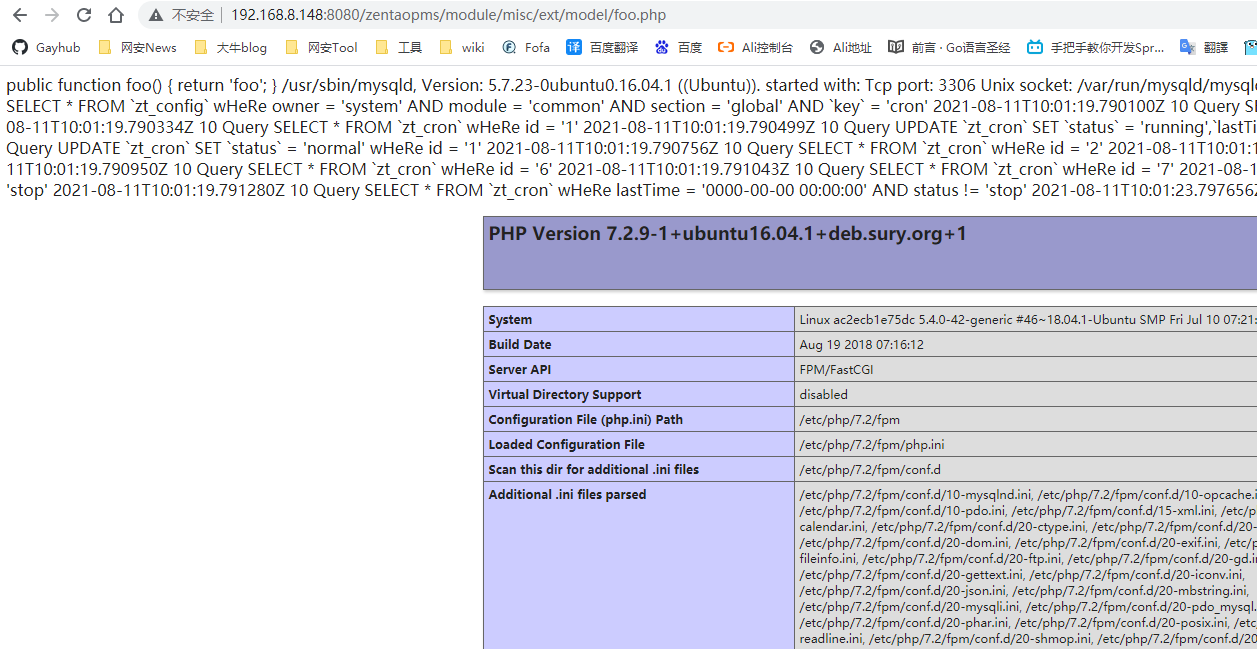 不安全 192.168.8.148:8080/zentaopms/module/misc/ext/model/foo.php
Gayhub 网安News 大牛blog 网安Tool 工具 wiki Fofa 译 百度翻译 百度 Ali控制台 Ali地址 前言 · Go语言圣经 手把手教你开发Spr... 翻譯
public function foo() { return 'foo'; } /usr/sbin/mysqld, Version: 5.7.23-0ubuntu0.16.04.1 ((Ubuntu)). started with: Tcp port: 3306 Unix socket: /var/run/mysqld/mysql
SELECT * FROM `zt_config` wHeRe owner = 'system' AND module = 'common' AND section = 'global' AND `key` = 'cron' 2021-08-11T10:01:19.790100Z 10 Query S
08-11T10:01:19.790334Z 10 Query SELECT * FROM `zt_cron` wHeRe id = '1' 2021-08-11T10:01:19.790499Z 10 Query UPDATE `zt_cron` SET `status` = 'running',`lastTi
Query UPDATE `zt_cron` SET `status` = 'normal' wHeRe id = '1' 2021-08-11T10:01:19.790756Z 10 Query SELECT * FROM `zt_cron` wHeRe id = '2' 2021-08-11T10:01:1
11T10:01:19.790950Z 10 Query SELECT * FROM `zt_cron` wHeRe id = '6' 2021-08-11T10:01:19.791043Z 10 Query SELECT * FROM `zt_cron` wHeRe id = '7' 2021-08-1
'stop' 2021-08-11T10:01:19.791280Z 10 Query SELECT * FROM `zt_cron` wHeRe lastTime = '0000-00-00 00:00:00' AND status != 'stop' 2021-08-11T10:01:23.797656Z
PHP Version 7.2.9-1+ubuntu16.04.1+deb.sury.org+1
System Linux ac2ecb1e75dc 5.4.0-42-generic #46~18.04.1-Ubuntu SMP Fri Jul 10 07:21:
Build Date Aug 19 2018 07:16:12
Server API FPM/FastCGI
Virtual Directory Support disabled
Configuration File (php.ini) Path /etc/php/7.2/fpm
Loaded Configuration File /etc/php/7.2/fpm/php.ini
Scan this dir for additional .ini files /etc/php/7.2/fpm/conf.d
Additional .ini files parsed /etc/php/7.2/fpm/conf.d/10-mysqlnd.ini, /etc/php/7.2/fpm/conf.d/10-opcache.i
/etc/php/7.2/fpm/conf.d/10-pdo.ini, /etc/php/7.2/fpm/conf.d/15-xml.ini, /etc/p
calendar.ini, /etc/php/7.2/fpm/conf.d/20-ctype.ini, /etc/php/7.2/fpm/conf.d/20-
/etc/php/7.2/fpm/conf.d/20-dom.ini, /etc/php/7.2/fpm/conf.d/20-exif.ini, /etc/p
fileinfo.ini, /etc/php/7.2/fpm/conf.d/20-ftp.ini, /etc/php/7.2/fpm/conf.d/20-gd.in
/etc/php/7.2/fpm/conf.d/20-gettext.ini, /etc/php/7.2/fpm/conf.d/20-iconv.ini,
/etc/php/7.2/fpm/conf.d/20-json.ini, /etc/php/7.2/fpm/conf.d/20-mbstring.ini,
/etc/php/7.2/fpm/conf.d/20-mysqli.ini, /etc/php/7.2/fpm/conf.d/20-pdo_mysql.
/etc/php/7.2/fpm/conf.d/20-phar.ini, /etc/php/7.2/fpm/conf.d/20-posix.ini, /etc/
readline.ini, /etc/php/7.2/fpm/conf.d/20-shmop.ini, /etc/php/7.2/fpm/conf.d/20